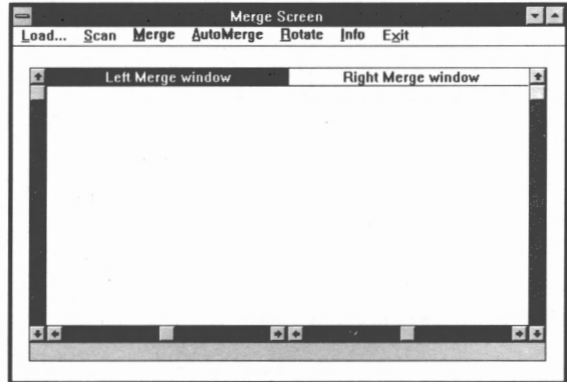 Merge Screen
Load... Scan Merge AutoMerge Rotate Info Exit
Left Merge window Right Merge window